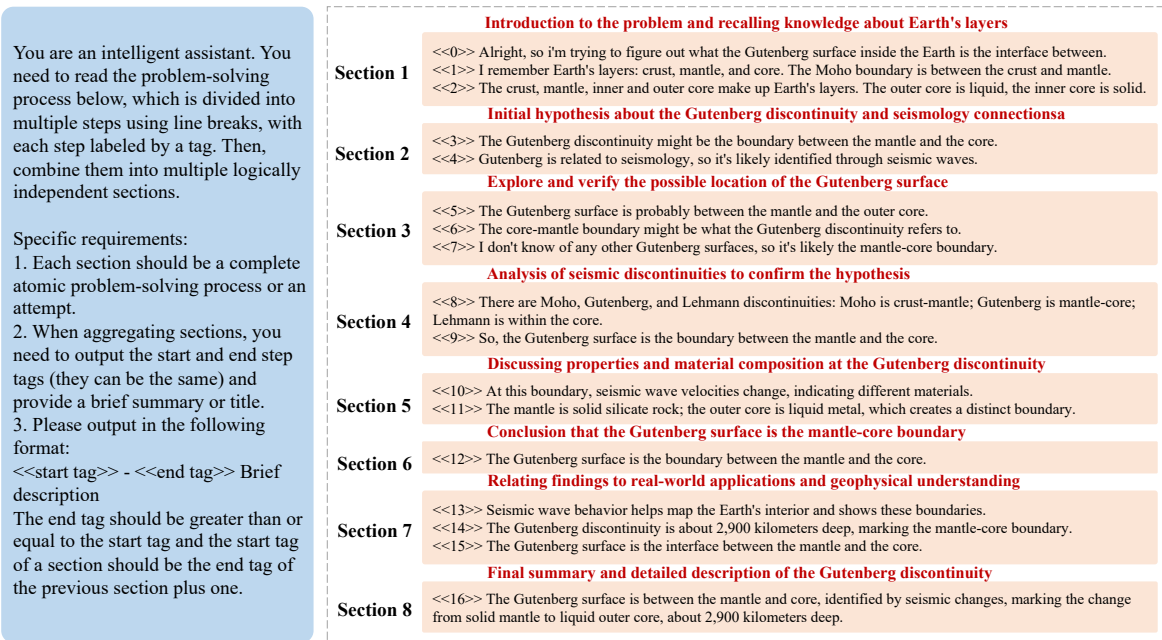 You are an intelligent assistant. You
need to read the problem-solving
process below, which is divided into
multiple steps using line breaks, with
each step labeled by a tag. Then,
combine them into multiple logically
independent sections.
Specific requirements:
1. Each section should be a complete
atomic problem-solving process or an
attempt.
2. When aggregating sections, you
need to output the start and end step
tags (they can be the same) and
provide a brief summary or title.
3. Please output in the following
format:
<<start tag>> - <<end tag>> Brief
description
The end tag should be greater than or
equal to the start tag and the start tag
of a section should be the end tag of
the previous section plus one.
Introduction to the problem and recalling knowledge about Earth's layers
Section 1
<<0>> Alright, so i'm trying to figure out what the Gutenberg surface inside the Earth is the interface between.
<<1>> I remember Earth's layers: crust, mantle, and core. The Moho boundary is between the crust and mantle.
<<2>> The crust, mantle, inner and outer core make up Earth's layers. The outer core is liquid, the inner core is solid.
Initial hypothesis about the Gutenberg discontinuity and seismology connectionsa
Section 2
<<3>> The Gutenberg discontinuity might be the boundary between the mantle and the core.
<<4>> Gutenberg is related to seismology, so it's likely identified through seismic waves.
Explore and verify the possible location of the Gutenberg surface
Section 3
<<5>> The Gutenberg surface is probably between the mantle and the outer core.
<<6>> The core-mantle boundary might be what the Gutenberg discontinuity refers to.
<<7>> I don't know of any other Gutenberg surfaces, so it's likely the mantle-core boundary.
Analysis of seismic discontinuities to confirm the hypothesis
Section 4
<<8>> There are Moho, Gutenberg, and Lehmann discontinuities: Moho is crust-mantle; Gutenberg is mantle-core;
Lehmann is within the core.
<<9>> So, the Gutenberg surface is the boundary between the mantle and the core.
Discussing properties and material composition at the Gutenberg discontinuity
Section 5
<<10>> At this boundary, seismic wave velocities change, indicating different materials.
<<11>> The mantle is solid silicate rock; the outer core is liquid metal, which creates a distinct boundary.
Conclusion that the Gutenberg surface is the mantle-core boundary
Section 6
<<12>> The Gutenberg surface is the boundary between the mantle and the core.
Relating findings to real-world applications and geophysical understanding
Section 7
<<13>> Seismic wave behavior helps map the Earth's interior and shows these boundaries.
<<14>> The Gutenberg discontinuity is about 2,900 kilometers deep, marking the mantle-core boundary.
<<15>> The Gutenberg surface is the interface between the mantle and the core.
Final summary and detailed description of the Gutenberg discontinuity
Section 8
<<16>> The Gutenberg surface is between the mantle and core, identified by seismic changes, marking the change
from solid mantle to liquid outer core, about 2,900 kilometers deep.